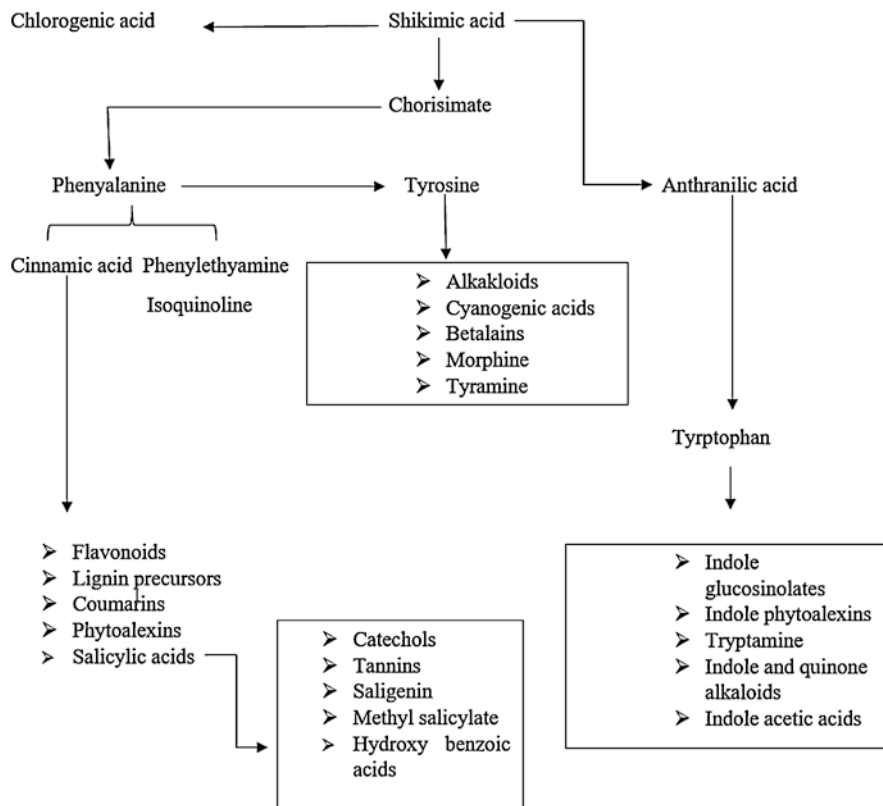 Chlorogenic acid
Shikimic acid
Chorisimate
Phenyalanine
Tyrosine
Anthranilic acid
Cinnamic acid
Phenylethyamine
Isoquinoline
➢ Alkakloids
➢ Cyanogenic acids
➢ Betalains
➢ Morphine
➢ Tyramine
Tyrptophan
➢ Flavonoids
➢ Lignin precursors
➢ Coumarins
➢ Phytoalexins
➢ Salicylic acids
➢ Catechols
➢ Tannins
➢ Saligenin
➢ Methyl salicylate
➢ Hydroxy benzoic
acids
➢ Indole
glucosinolates
➢ Indole phytoalexins
➢ Tryptamine
➢ Indole and quinone
alkaloids
➢ Indole acetic acids